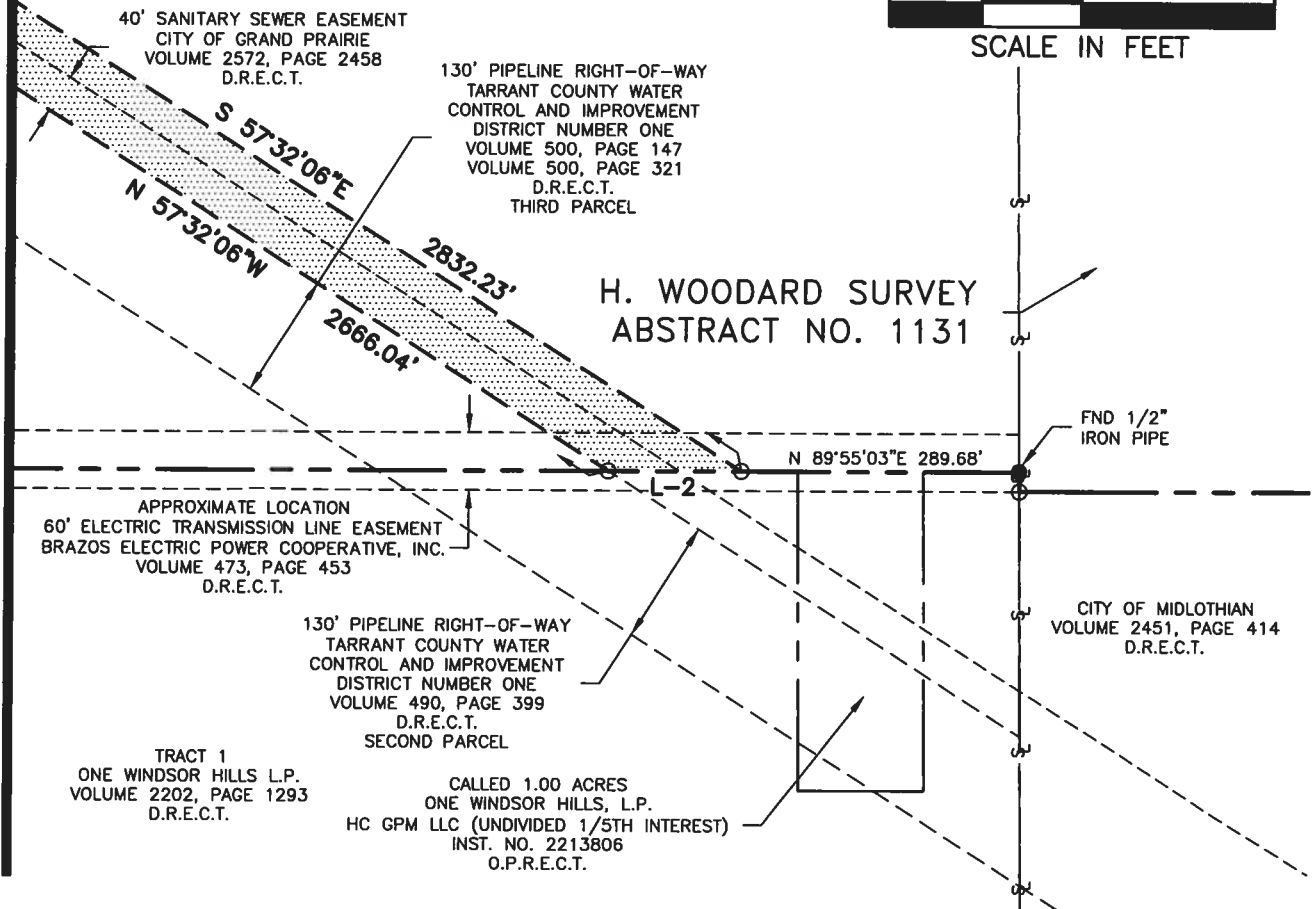 40' SANITARY SEWER EASEMENT
CITY OF GRAND PRAIRIE
VOLUME 2572, PAGE 2458
D.R.E.C.T.
SCALE IN FEET
130' PIPELINE RIGHT-OF-WAY
TARRANT COUNTY WATER
CONTROL AND IMPROVEMENT
DISTRICT NUMBER ONE
VOLUME 500, PAGE 147
VOLUME 500, PAGE 321
D.R.E.C.T.
THIRD PARCEL
S 57°32'06"E
2832.23'
N 57°32'06"W
2666.04'
H. WOODARD SURVEY
ABSTRACT NO. 1131
FND 1/2"
IRON PIPE
N 89°55'03"E 289.68'
L-2
APPROXIMATE LOCATION
60' ELECTRIC TRANSMISSION LINE EASEMENT
BRAZOS ELECTRIC POWER COOPERATIVE, INC.
VOLUME 473, PAGE 453
D.R.E.C.T.
CITY OF MIDLOTHIAN
VOLUME 2451, PAGE 414
D.R.E.C.T.
130' PIPELINE RIGHT-OF-WAY
TARRANT COUNTY WATER
CONTROL AND IMPROVEMENT
DISTRICT NUMBER ONE
VOLUME 490, PAGE 399
D.R.E.C.T.
SECOND PARCEL
TRACT 1
ONE WINDSOR HILLS L.P.
VOLUME 2202, PAGE 1293
D.R.E.C.T.
CALLED 1.00 ACRES
ONE WINDSOR HILLS, L.P.
HC GPM LLC (UNDIVIDED 1/5TH INTEREST)
INST. NO. 2213806
O.P.R.E.C.T.